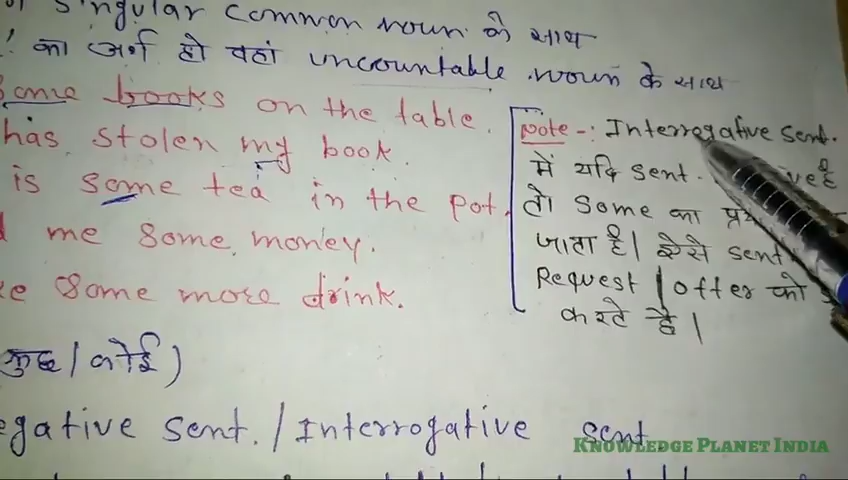 singular common noun के साथ
का अर्थ हो वहां uncountable noun के साथ
Some books on the table.
has stolen my book.
is some tea in the pot.
me some money.
some more drink.
Note -: Interrogative sent.
में यदि sent. है
तो some का
जाता है। ऐसे sent
Request / offer को
करते है।
कुछ / कोई)
egative sent. / Interrogative sent
KNOWLEDGE PLANET INDIA